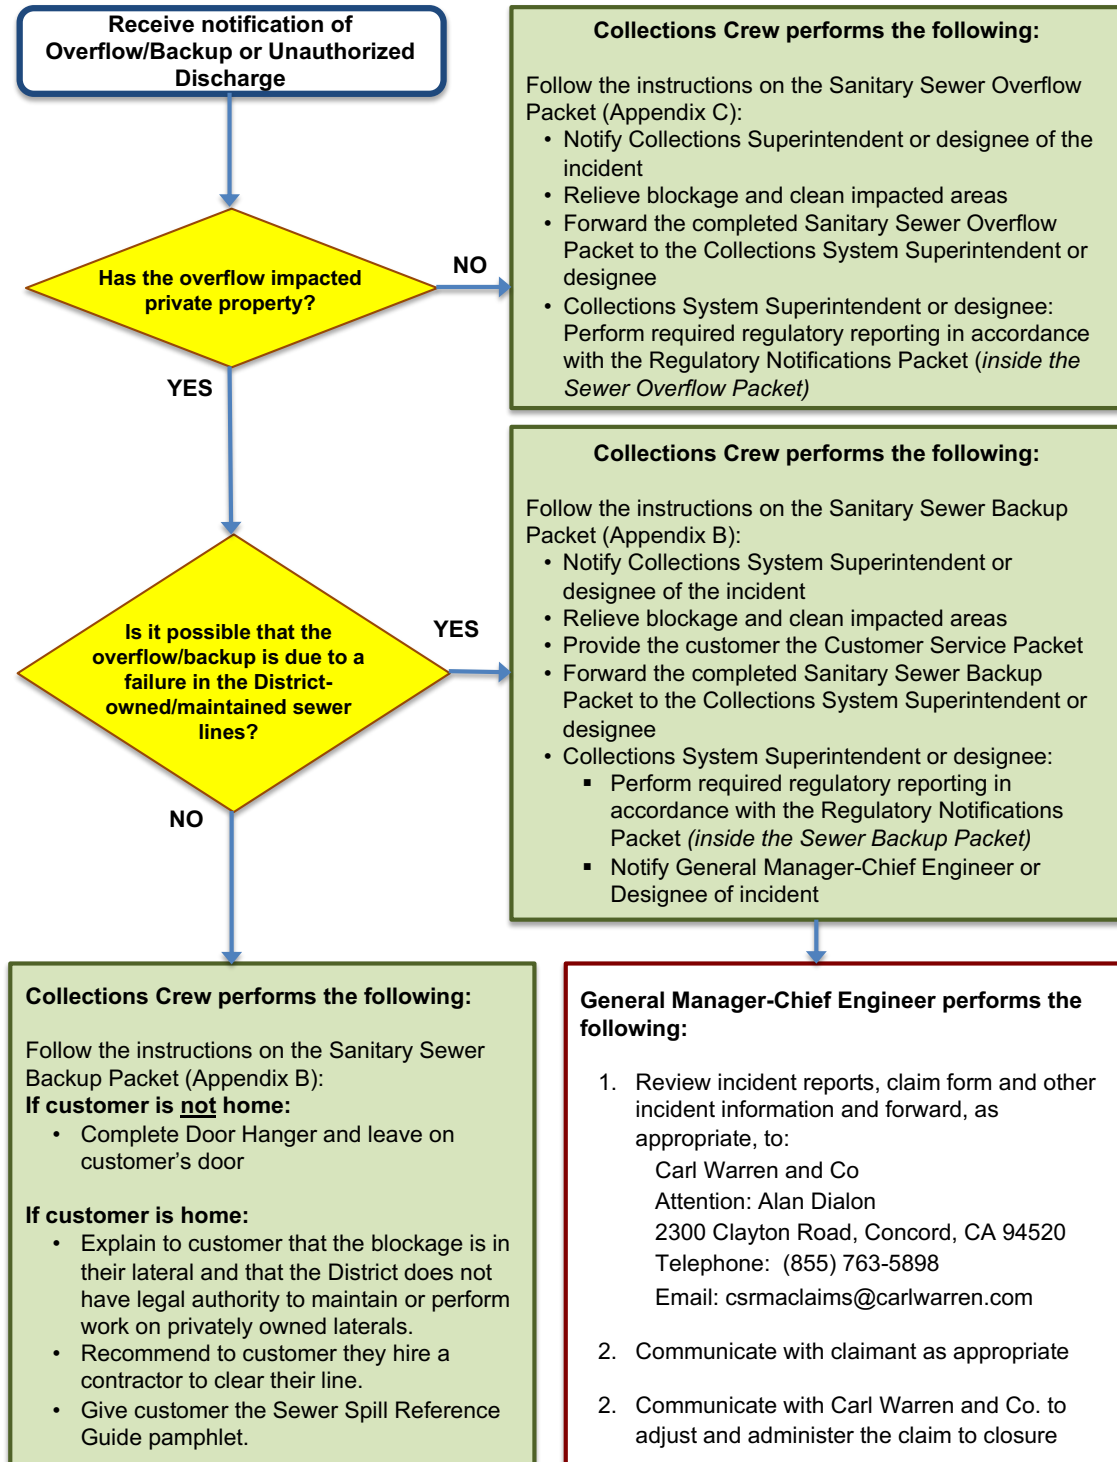 Receive notification of
Overflow/Backup or Unauthorized
Discharge
Has the overflow impacted
private property?
NO
YES
Collections Crew performs the following:
Follow the instructions on the Sanitary Sewer Overflow
Packet (Appendix C):
• Notify Collections Superintendent or designee of the
incident
• Relieve blockage and clean impacted areas
• Forward the completed Sanitary Sewer Overflow
Packet to the Collections System Superintendent or
designee
• Collections System Superintendent or designee:
Perform required regulatory reporting in accordance
with the Regulatory Notifications Packet (inside the
Sewer Overflow Packet)
Is it possible that the
overflow/backup is due to a
failure in the District-
owned/maintained sewer
lines?
YES
NO
Collections Crew performs the following:
Follow the instructions on the Sanitary Sewer Backup
Packet (Appendix B):
• Notify Collections System Superintendent or
designee of the incident
• Relieve blockage and clean impacted areas
• Provide the customer the Customer Service Packet
• Forward the completed Sanitary Sewer Backup
Packet to the Collections System Superintendent or
designee
• Collections System Superintendent or designee:
▪ Perform required regulatory reporting in
accordance with the Regulatory Notifications
Packet (inside the Sewer Backup Packet)
▪ Notify General Manager-Chief Engineer or
Designee of incident
Collections Crew performs the following:
Follow the instructions on the Sanitary Sewer
Backup Packet (Appendix B):
If customer is not home:
• Complete Door Hanger and leave on
customer's door
If customer is home:
• Explain to customer that the blockage is in
their lateral and that the District does not
have legal authority to maintain or perform
work on privately owned laterals.
• Recommend to customer they hire a
contractor to clear their line.
• Give customer the Sewer Spill Reference
Guide pamphlet.
General Manager-Chief Engineer performs the
following:
1. Review incident reports, claim form and other
incident information and forward, as
appropriate, to:
Carl Warren and Co
Attention: Alan Dialon
2300 Clayton Road, Concord, CA 94520
Telephone: (855) 763-5898
Email: csrmaclaims@carlwarren.com
2. Communicate with claimant as appropriate
2. Communicate with Carl Warren and Co. to
adjust and administer the claim to closure